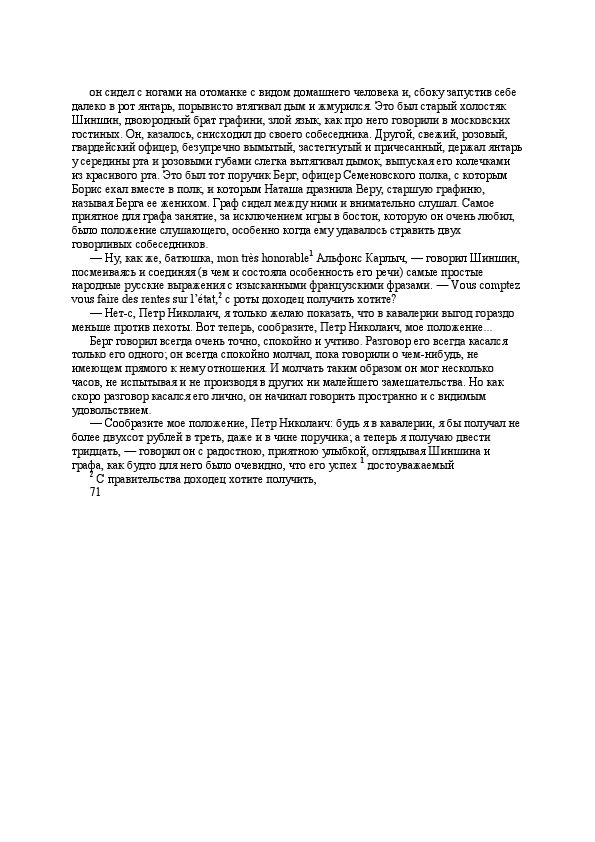 он сидел с ногами на отоманке с видом домашнего человека и, сбоку запустив себе
далеко в рот янтарь, порывисто втягивал дым и жмурился. Это был старый холостяк
Шиншин, двоюродный брат графини, злой язык, как про него говорили в московских
гостиных. Он, казалось, снисходил до своего собеседника. Другой, свежий, розовый,
гвардейский офицер, безупречно вымытый, застегнутый и причесанный, держал янтарь
у середины рта и розовыми губами слегка вытягивал дымок, выпуская его колечками
из красивого рта. Это был тот поручик Берг, офицер Семеновского полка, с которым
Борис ехал вместе в полк, и которым Наташа дразнила Веру, старшую графиню,
называя Берга ее женихом. Граф сидел между ними и внимательно слушал. Самое
приятное для графа занятие, за исключением игры в бостон, которую он очень любил,
было положение слушающего, особенно когда ему удавалось стравить двух
говорливых собеседников.
— Ну, как же, батюшка, mon très honorable¹ Альфонс Карлыч, — говорил Шиншин,
посмеиваясь и соединяя (в чем и состояла особенность его речи) самые простые
народные русские выражения с изысканными французскими фразами. — Vous comptez
vous faire des rentes sur l’état,² с роты доходец получить хотите?
— Нет-с, Петр Николаич, я только желаю показать, что в кавалерии выгод гораздо
меньше против пехоты. Вот теперь, сообразите, Петр Николаич, мое положение...
Берг говорил всегда очень точно, спокойно и учтиво. Разговор его всегда касался
только его одного; он всегда спокойно молчал, пока говорили о чем-нибудь, не
имеющем прямого к нему отношения. И молчать таким образом он мог несколько
часов, не испытывая и не производя в других ни малейшего замешательства. Но как
скоро разговор касался его лично, он начинал говорить пространно и с видимым
удовольствием.
— Сообразите мое положение, Петр Николаич: будь я в кавалерии, я бы получал не
более двухсот рублей в треть, даже и в чине поручика; а теперь я получаю двести
тридцать, — говорил он с радостною, приятною улыбкой, оглядывая Шиншина и
графа, как будто для него было очевидно, что его успех ¹ достоуважаемый
² С правительства доходец хотите получить,
71